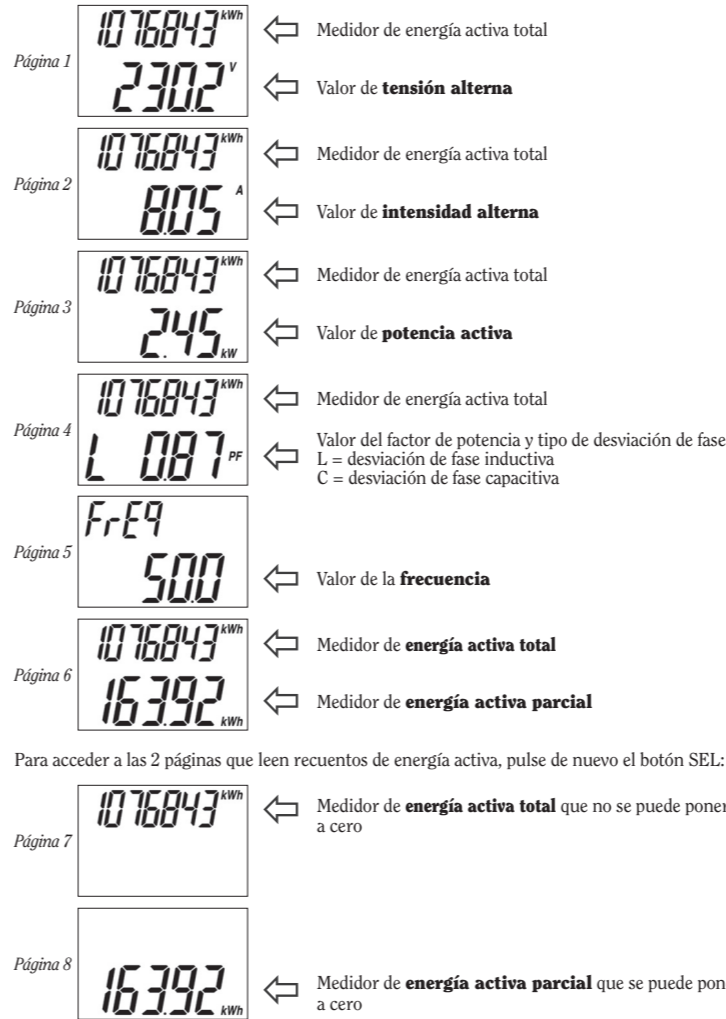 Página 1
1076843 kWh
Medidor de energía activa total
230.2 V
Valor de tensión alterna
Página 2
1076843 kWh
Medidor de energía activa total
8.05 A
Valor de intensidad alterna
Página 3
1076843 kWh
Medidor de energía activa total
2.45 kW
Valor de potencia activa
Página 4
1076843 kWh
Medidor de energía activa total
L 0.87 PF
Valor del factor de potencia y tipo de desviación de fase
L = desviación de fase inductiva
C = desviación de fase capacitiva
Página 5
FrEq
50.0
Valor de la frecuencia
Página 6
1076843 kWh
Medidor de energía activa total
163.92 kWh
Medidor de energía activa parcial
Para acceder a las 2 páginas que leen recuentos de energía activa, pulse de nuevo el botón SEL:
Página 7
1076843 kWh
Medidor de energía activa total que no se puede poner
a cero
Página 8
163.92 kWh
Medidor de energía activa parcial que se puede pon
a cero